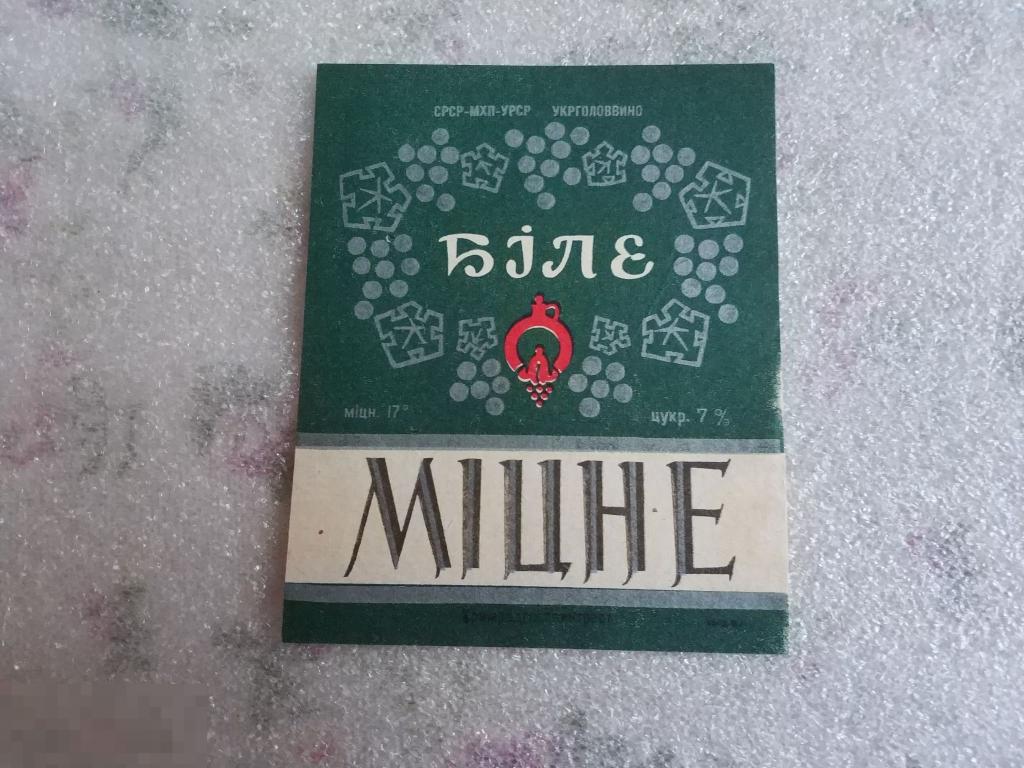 СРСР-МХП-УРСР УКРГОЛОВВИНО
БІЛЕ
міцн. 17° цукр. 7 %
МІЦНЕ